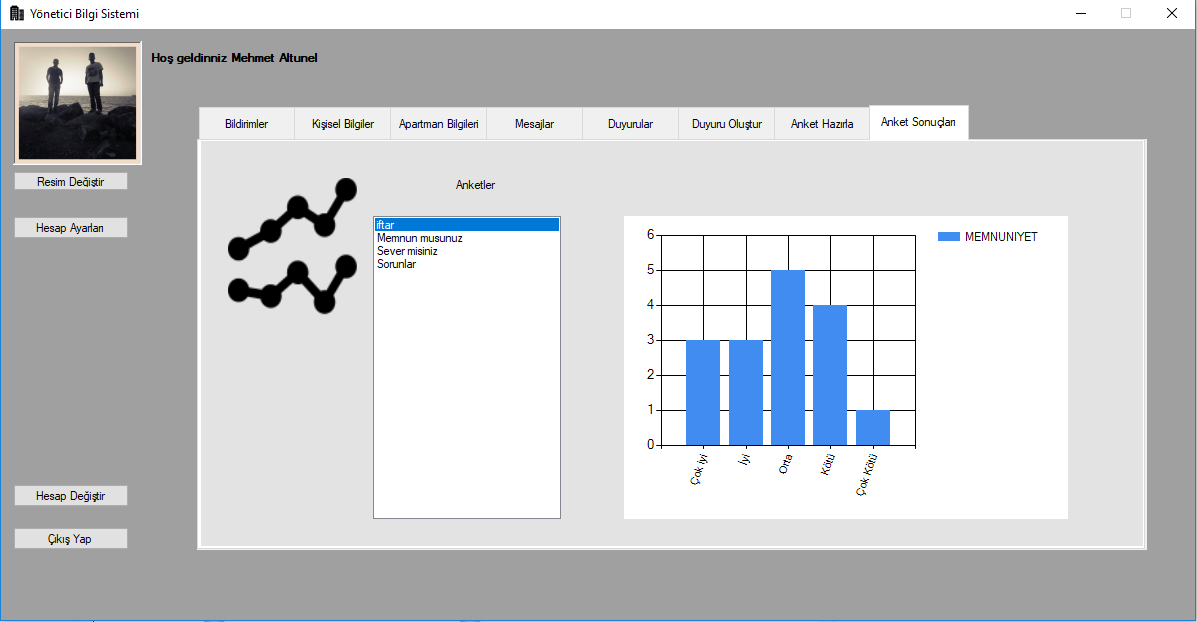 Yönetici Bilgi Sistemi
Hoş geldinniz Mehmet Altunel
Resim Değiştir
Hesap Ayarları
Hesap Değiştir
Çıkış Yap
Bildirimler
Kişisel Bilgiler
Apartman Bilgileri
Mesajlar
Duyurular
Duyuru Oluştur
Anket Hazırla
Anket Sonuçları
Anketler
iftar
Memnun musunuz
Sever misiniz
Sorunlar
6
5
4
3
2
1
0
Çok iyi
İyi
Orta
Kötü
Çok Kötü
MEMNUNIYET